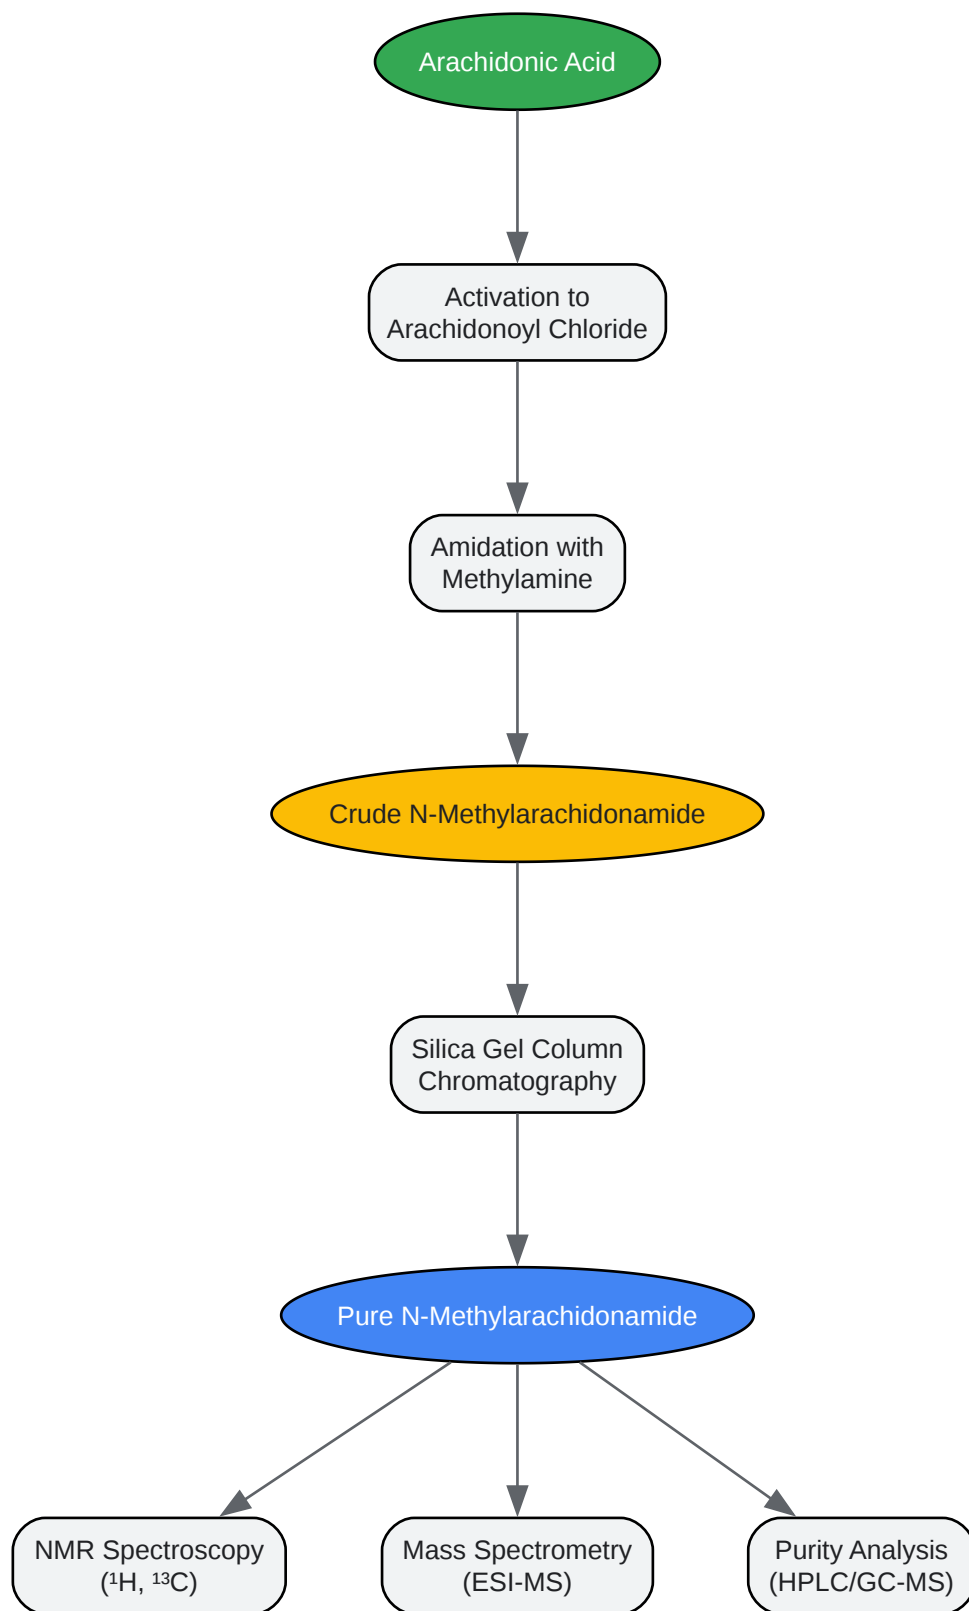 Arachidonic Acid
Activation to
Arachidonoyl Chloride
Amidation with
Methylamine
Crude N-Methylarachidonamide
Silica Gel Column
Chromatography
Pure N-Methylarachidonamide
NMR Spectroscopy
(¹H, ¹³C)
Mass Spectrometry
(ESI-MS)
Purity Analysis
(HPLC/GC-MS)